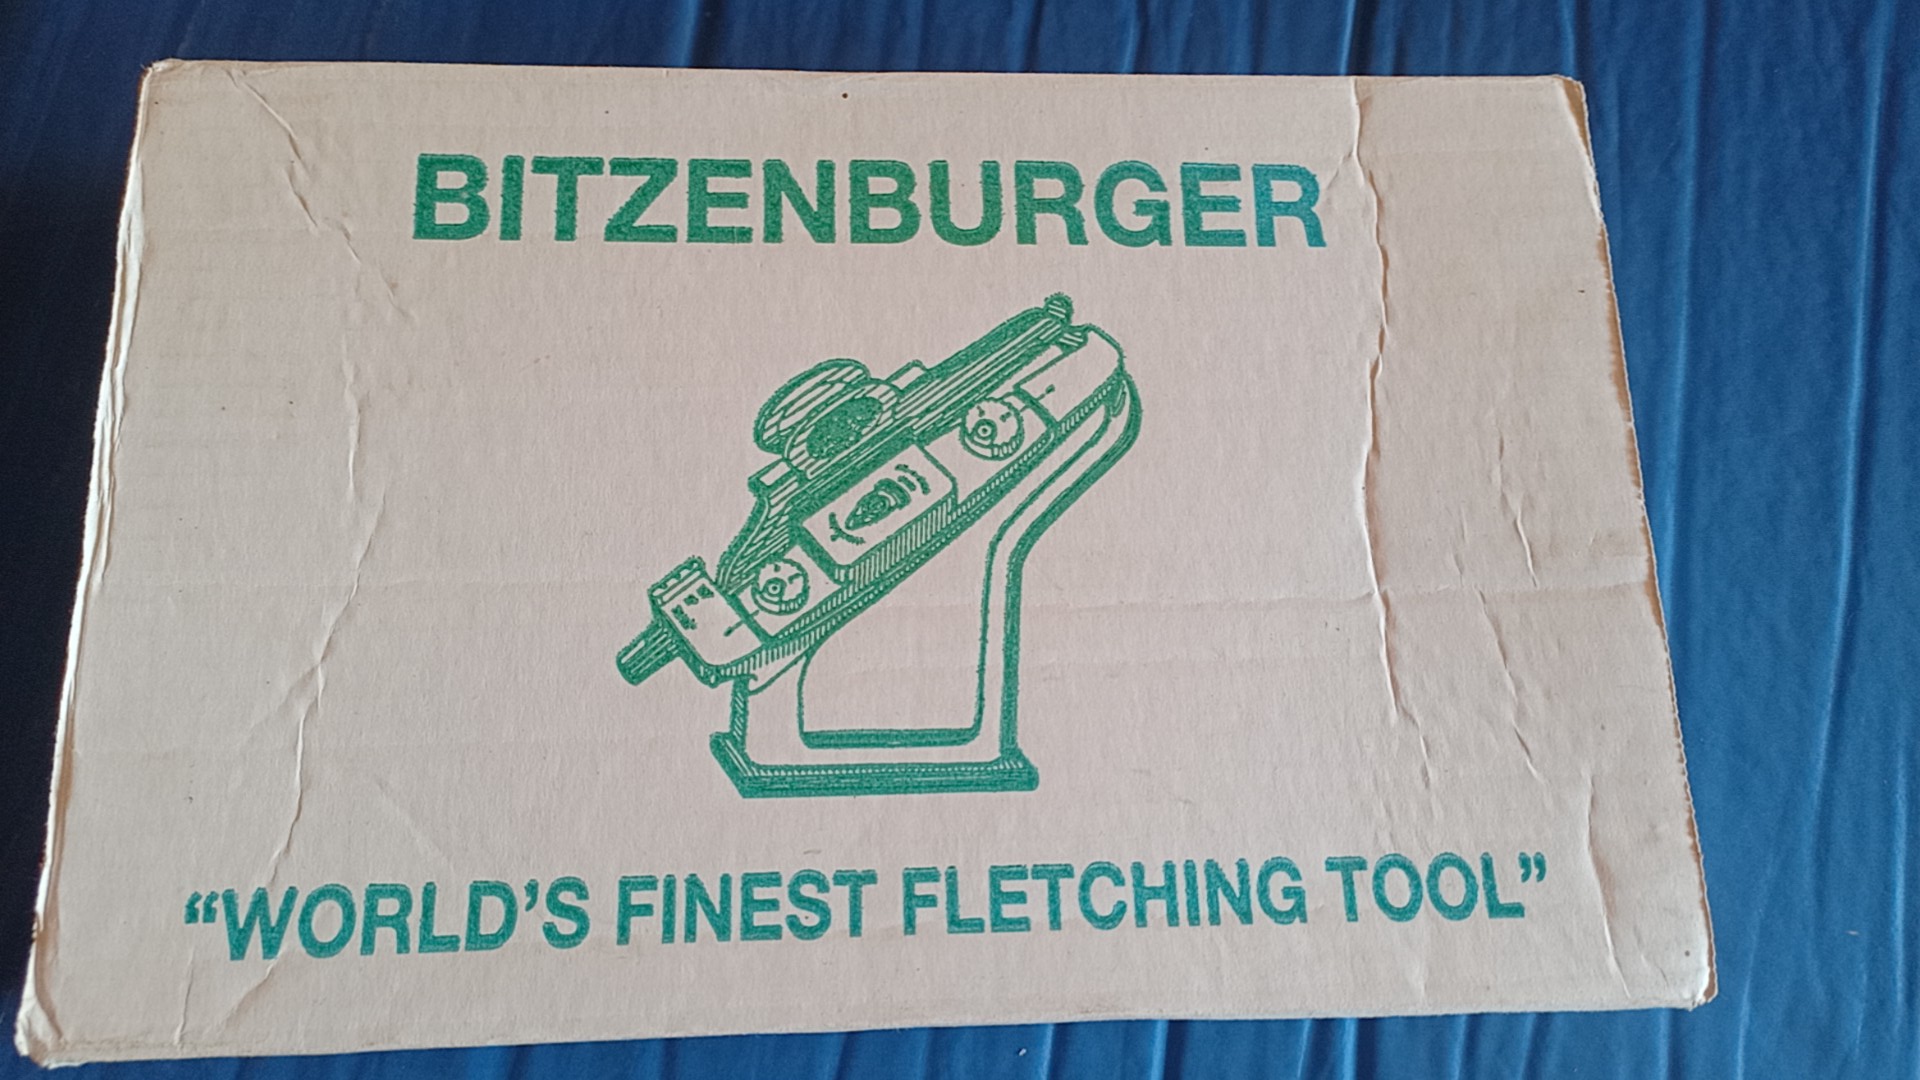 BITZENBURGER
“WORLD’S FINEST FLETCHING TOOL”